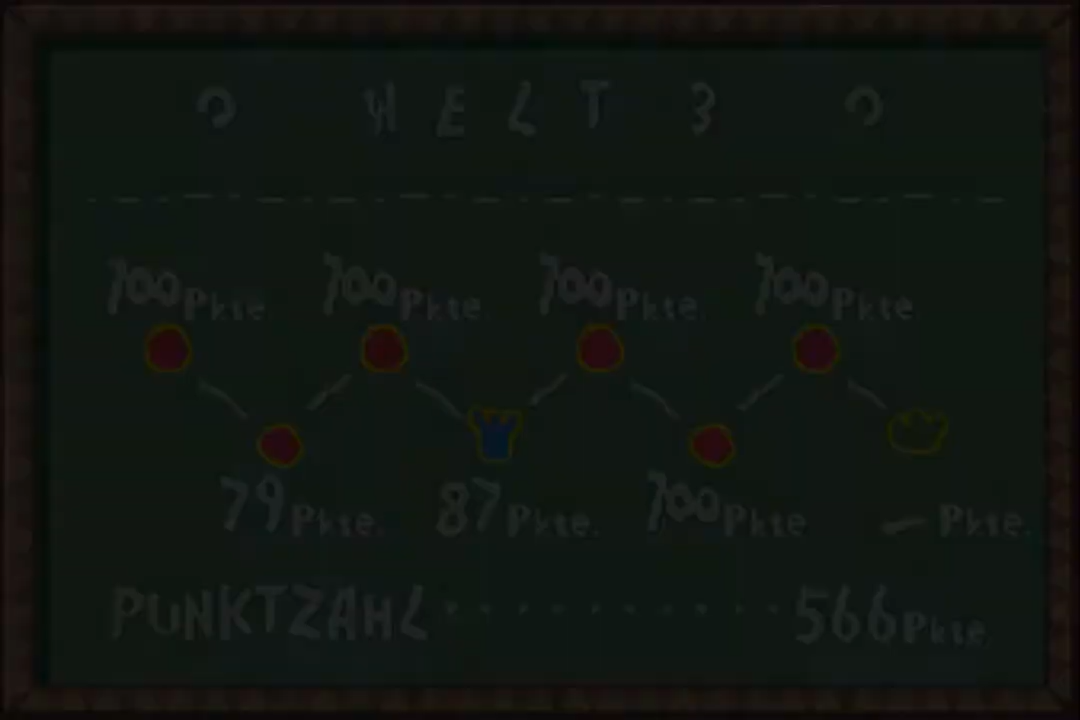 WELT 3
100Pkte. 100Pkte. 100Pkte. 100Pkte.
79Pkte. 87Pkte. 100Pkte. — Pkte.
PUNKTZAHL · · · · · · · · · · 566Pkte.